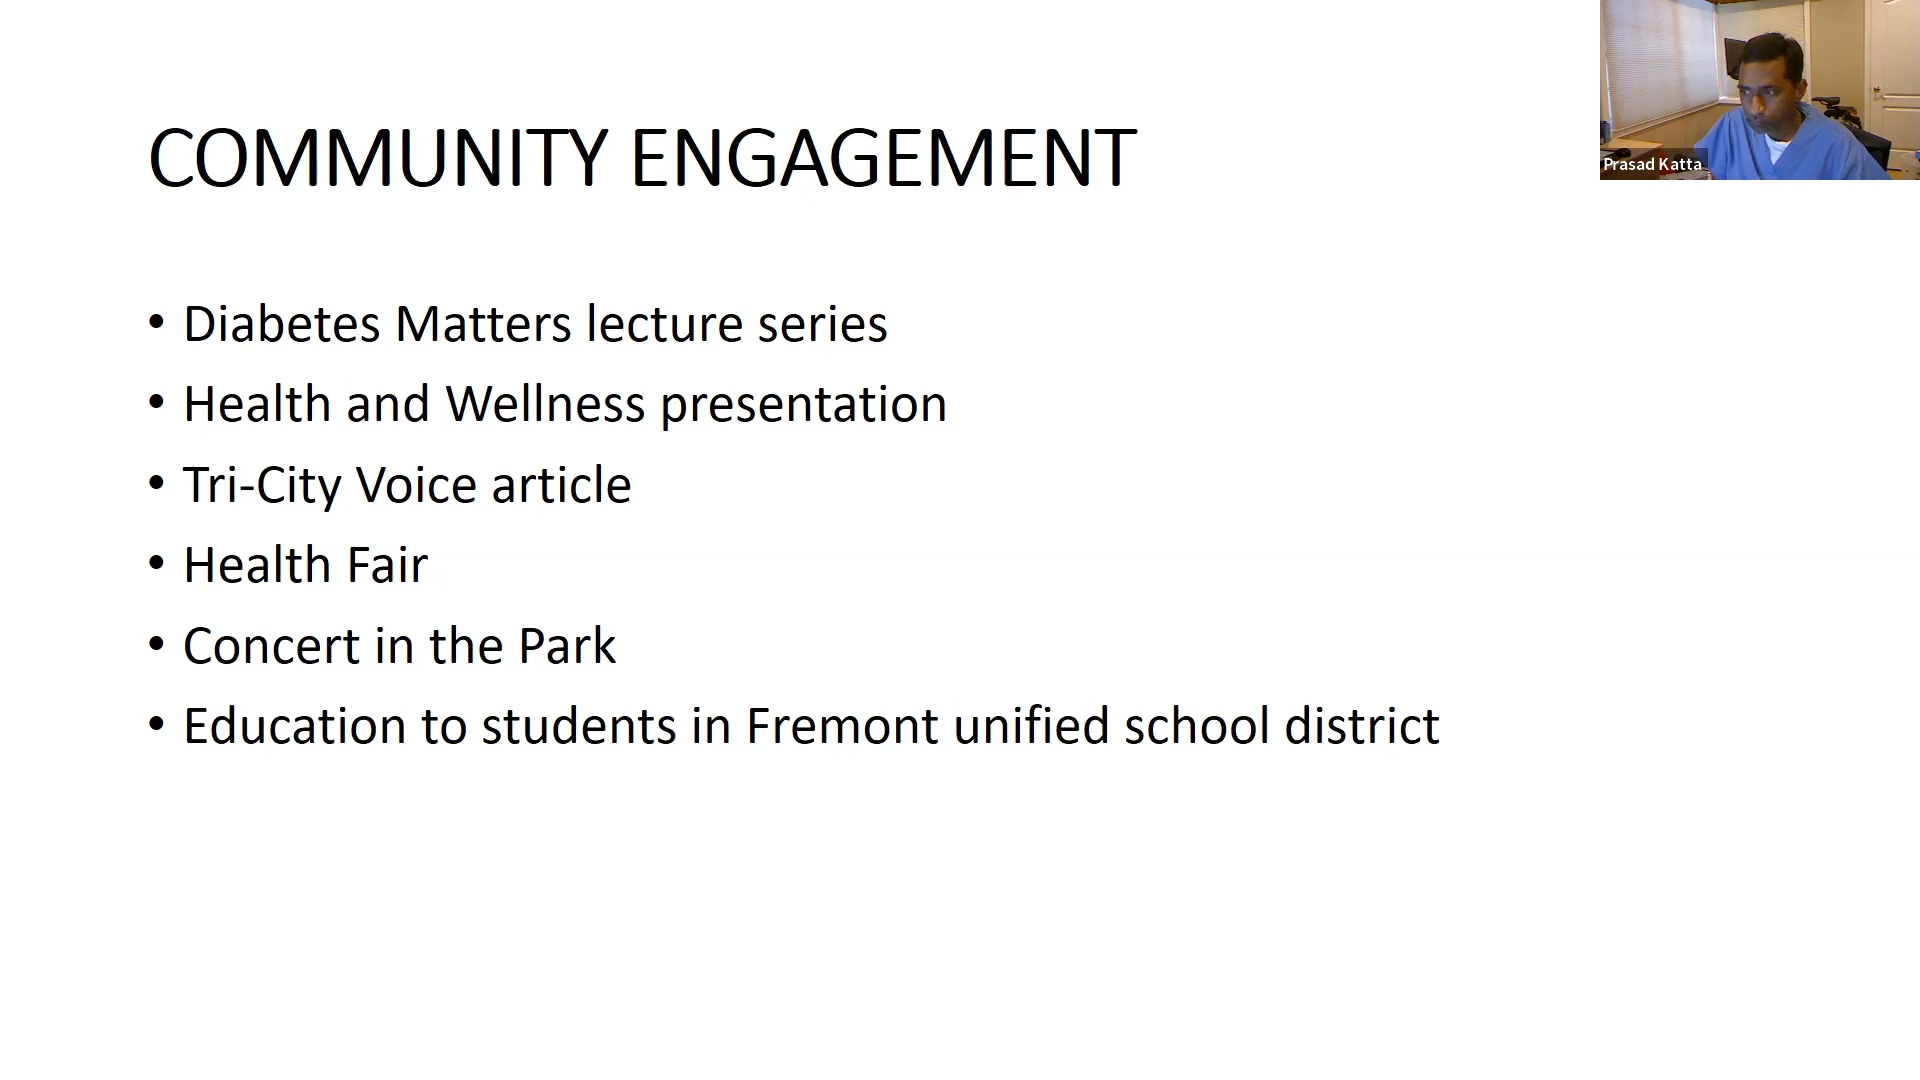 COMMUNITY ENGAGEMENT
Prasad Katta
• Diabetes Matters lecture series
• Health and Wellness presentation
• Tri-City Voice article
• Health Fair
• Concert in the Park
• Education to students in Fremont unified school district